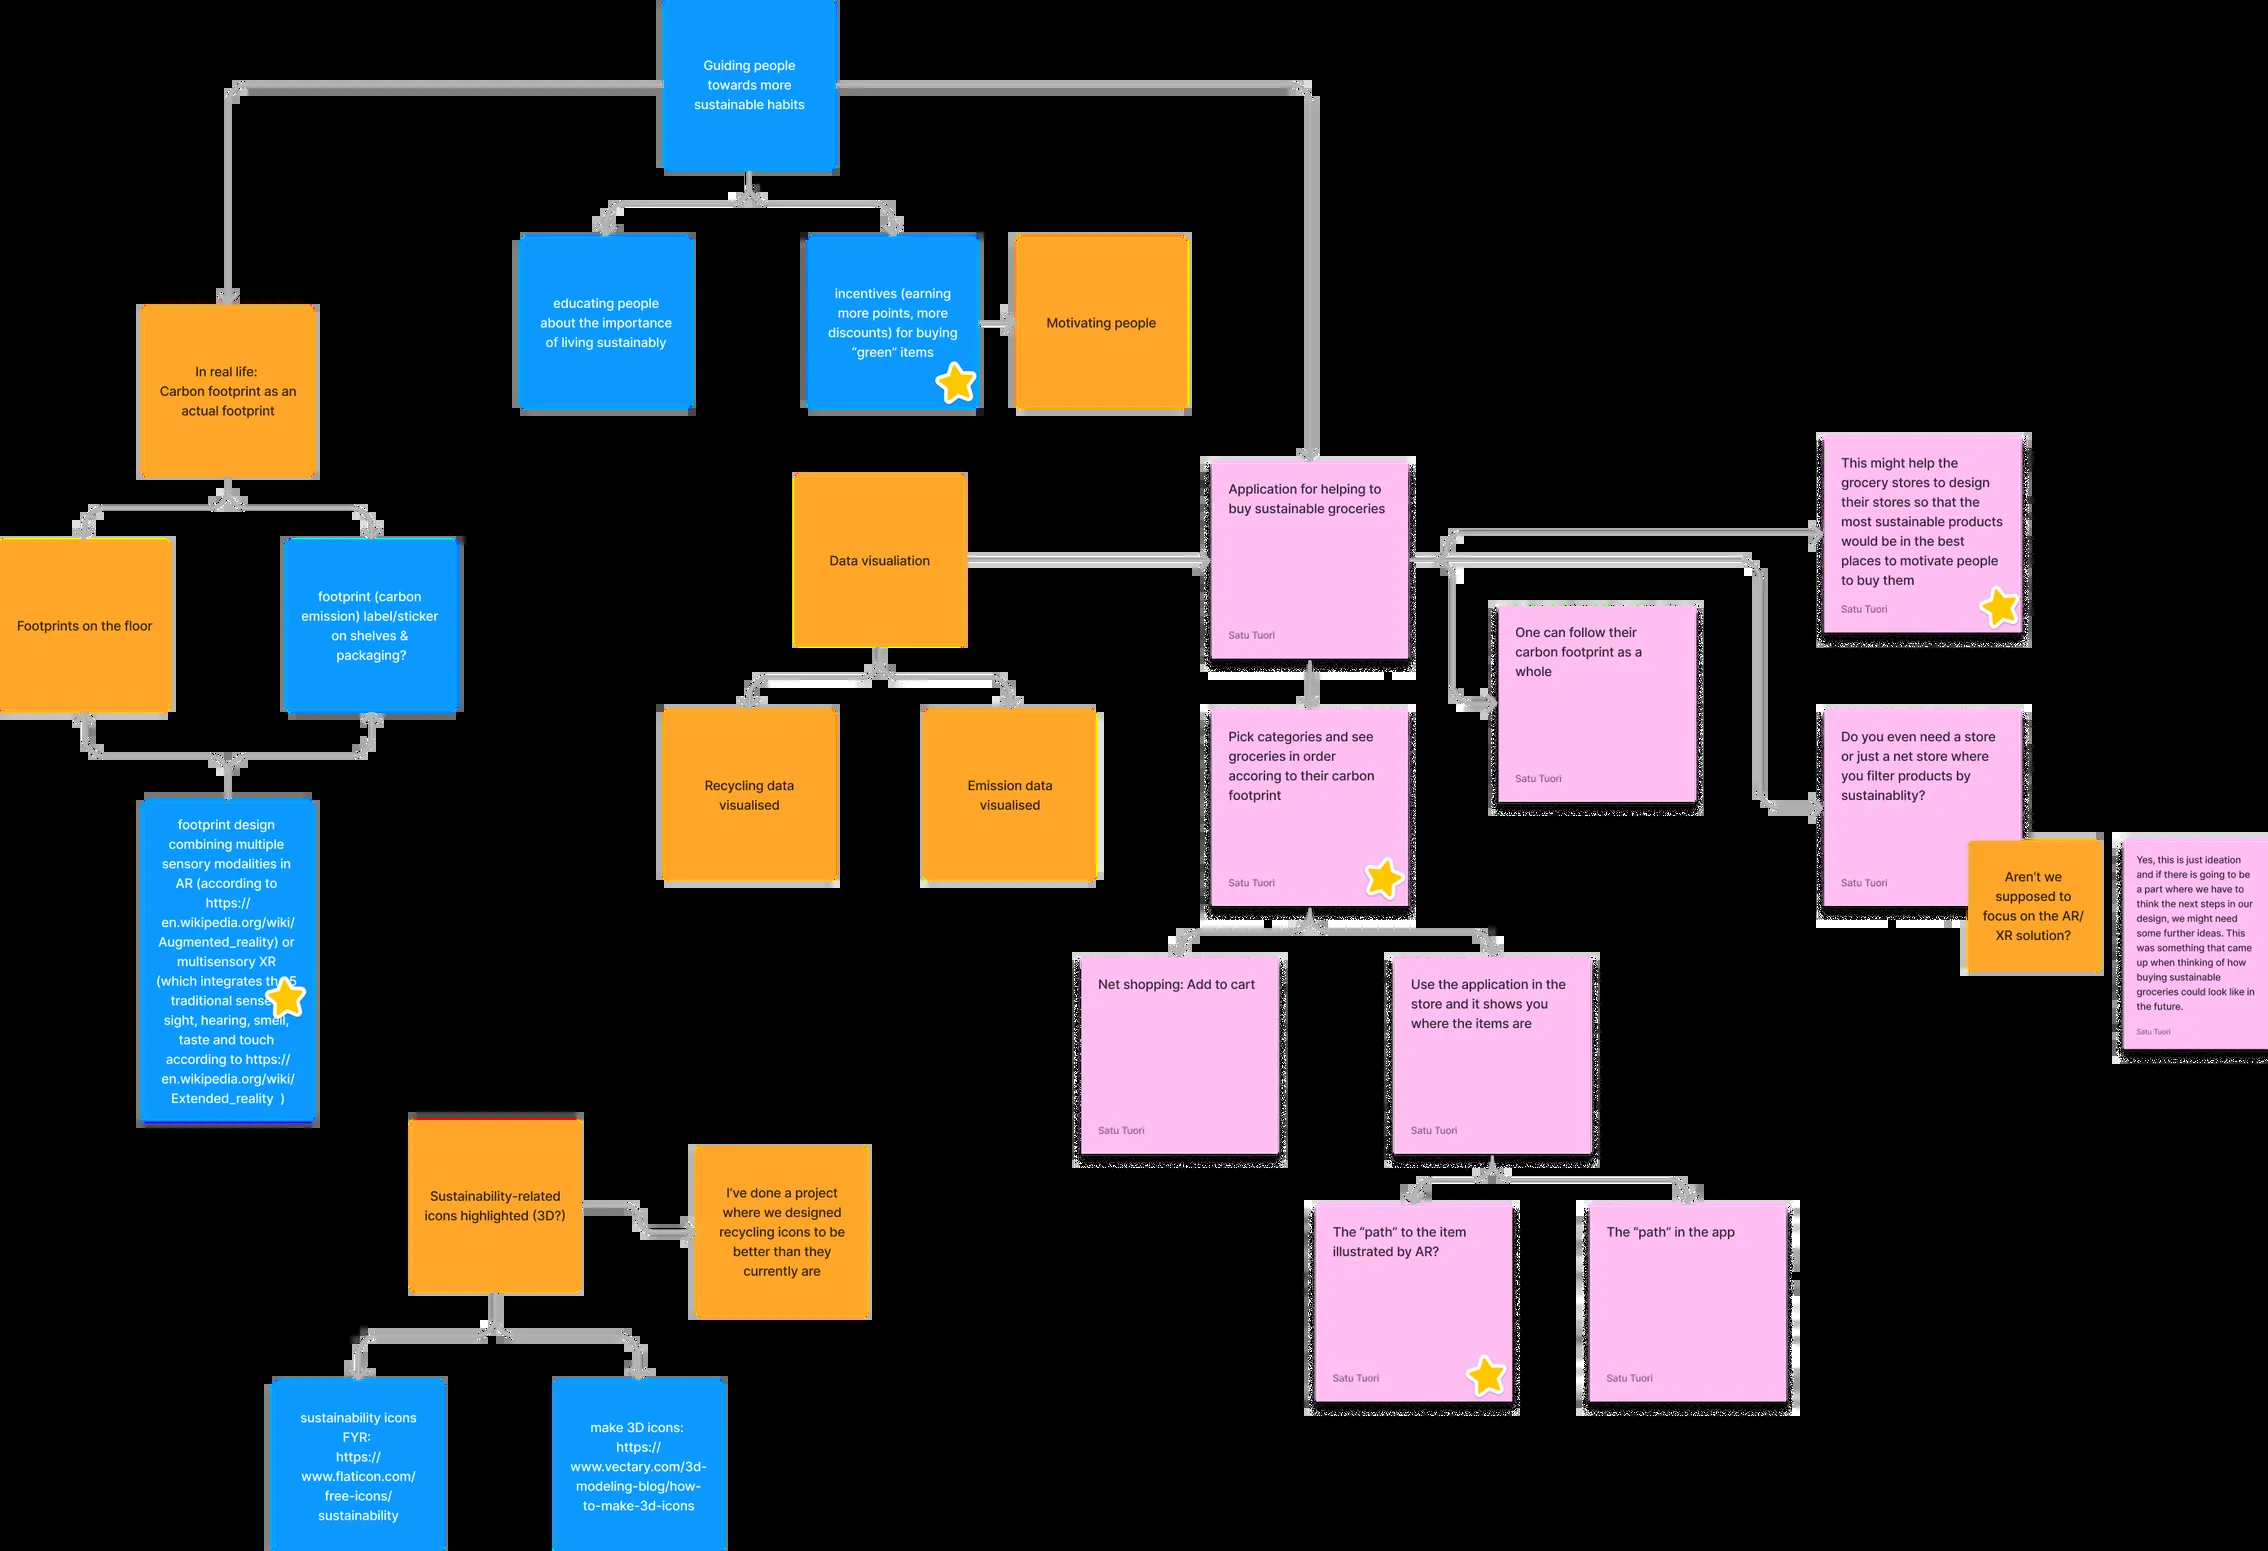 Guiding people
towards more
sustainable habits
educating people
about the importance
of living sustainably
incentives (earning
more points, more
discounts) for buying
“green” items
Motivating people
In real life:
Carbon footprint as an
actual footprint
Footprints on the floor
footprint (carbon
emission) label/sticker
on shelves &
packaging?
footprint design
combining multiple
sensory modalities in
AR (according to
https://
en.wikipedia.org/wiki/
Augmented_reality) or
multisensory XR
(which integrates the 5
traditional senses
sight, hearing, smell,
taste and touch
according to https://
en.wikipedia.org/wiki/
Extended_reality )
Data visualiation
Recycling data
visualised
Emission data
visualised
Application for helping to
buy sustainable groceries
Satu Tuori
This might help the
grocery stores to design
their stores so that the
most sustainable products
would be in the best
places to motivate people
to buy them
Satu Tuori
One can follow their
carbon footprint as a
whole
Satu Tuori
Pick categories and see
groceries in order
accoring to their carbon
footprint
Satu Tuori
Do you even need a store
or just a net store where
you filter products by
sustainablity?
Satu Tuori
Aren’t we
supposed to
focus on the AR/
XR solution?
Yes, this is just ideation
and if there is going to be
a part where we have to
think the next steps in our
design, we might need
some further ideas. This
was something that came
up when thinking of how
buying sustainable
groceries could look like in
the future.
Satu Tuori
Net shopping: Add to cart
Satu Tuori
Use the application in the
store and it shows you
where the items are
Satu Tuori
The “path” to the item
illustrated by AR?
Satu Tuori
The “path” in the app
Satu Tuori
Sustainability-related
icons highlighted (3D?)
I’ve done a project
where we designed
recycling icons to be
better than they
currently are
sustainability icons
FYR:
https://
www.flaticon.com/
free-icons/
sustainability
make 3D icons:
https://
www.vectary.com/3d-
modeling-blog/how-
to-make-3d-icons